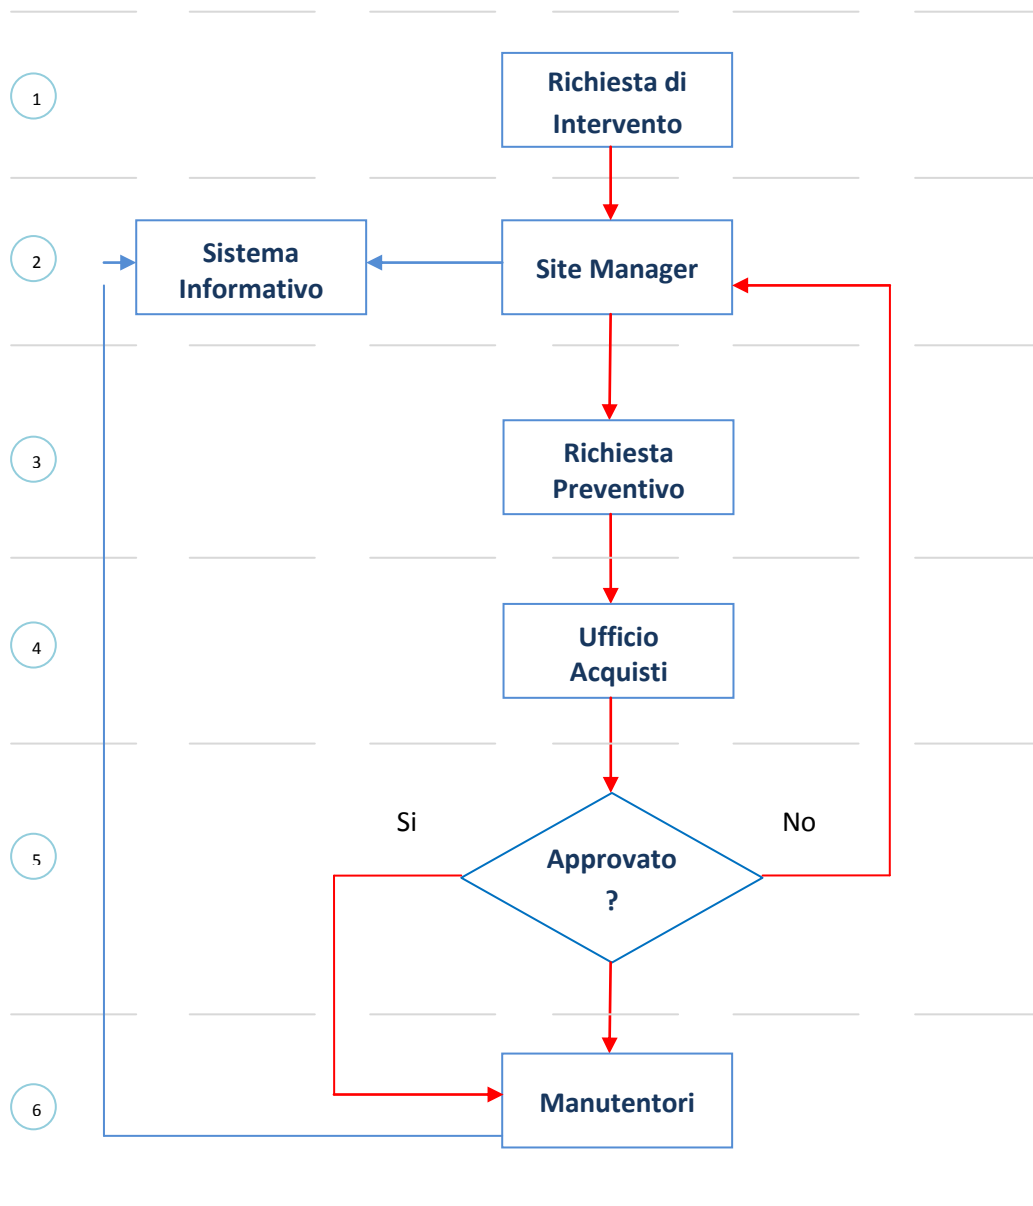 1
Richiesta di
Intervento
2
Sistema
Informativo
Site Manager
3
Richiesta
Preventivo
4
Ufficio
Acquisti
Si
No
5
Approvato
?
6
Manutentori